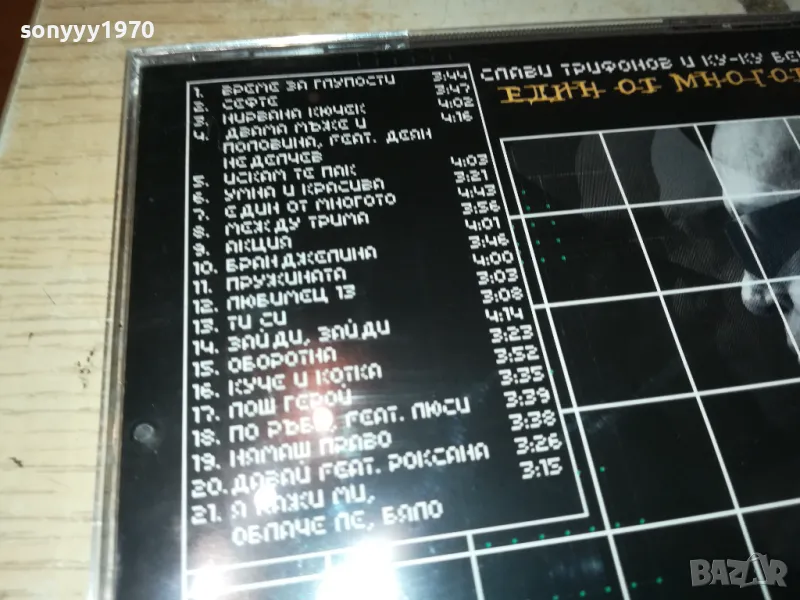 sonyyy1970
СЛАВИ ТРИФОНОВ И КУ-КУ БЕ
ЕДИН ОТ МНОГО
1. ВРЕМЕ ЗА ГЛУПОСТИ 3:44
2. СЕФТЕ 3:47
3. НИРВАНА КЮЧЕК 4:02
4. ДВАМА МЪЖЕ И 4:16
ПОЛОВИНА, FEAT. ДЕАН
НЕДЕЛЧЕВ
5. ИСКАМ ТЕ ПАК 4:03
6. УМНА И КРАСИВА 3:21
7. ЕДИН ОТ МНОГОТО 4:43
8. МЕЖДУ ТРИМА 3:56
9. АКЦИЯ 4:01
10. БРАНДЖЕЛИНА 3:46
11. ПРУЖИНАТА 4:00
12. ЛЮБИМЕЦ 13 3:03
13. ТИ СИ 3:08
14. ЗАЙДИ, ЗАЙДИ 4:14
15. ОБОРОТНА 3:23
16. КУЧЕ И КОТКА 3:52
17. ЛОШ ГЕРОЙ 3:35
18. ПО РЪБА, FEAT. ЛЮСИ 3:39
19. НЯМАШ ПРАВО 3:38
20. ДАВАЙ FEAT. РОКСАНА 3:26
21. Я КАЖИ МИ, 3:15
ОБЛАЧЕ ЛЕ, БЯЛО
BAZAR